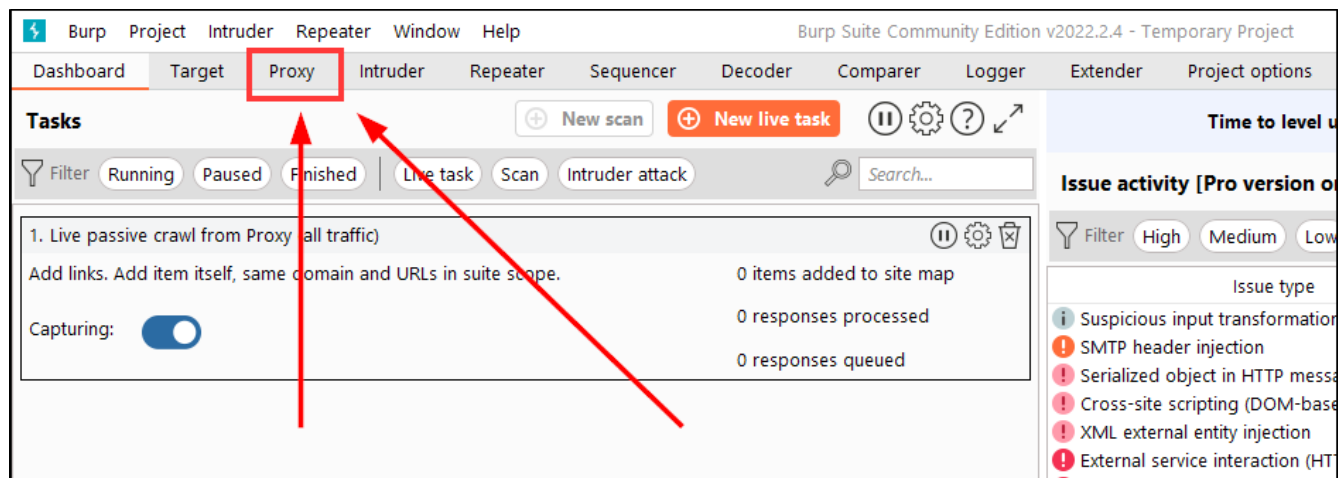 Burp Project Intruder Repeater Window Help Burp Suite Community Edition v2022.2.4 - Temporary Project
Dashboard Target Proxy Intruder Repeater Sequencer Decoder Comparer Logger Extender Project options
Tasks New scan New live task Time to level u
Filter Running Paused Finished Live task Scan Intruder attack Search...
Issue activity [Pro version o
1. Live passive crawl from Proxy (all traffic)
Filter High Medium Low
Add links. Add item itself, same domain and URLs in suite scope. 0 items added to site map
Issue type
Capturing: 0 responses processed
0 responses queued
Suspicious input transformation
SMTP header injection
Serialized object in HTTP messa
Cross-site scripting (DOM-base
XML external entity injection
External service interaction (HT